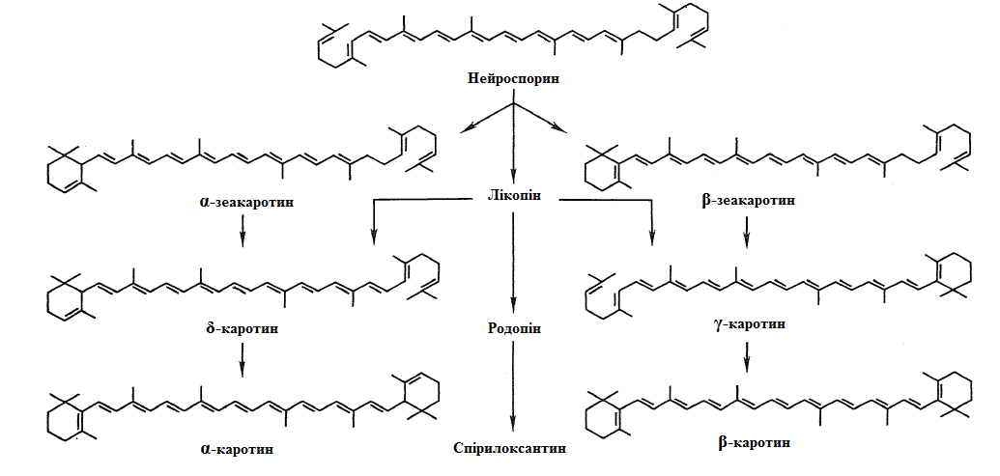 Нейроспорин
α-зеакаротин
Лікопін
β-зеакаротин
δ-каротин
Родопін
γ-каротин
α-каротин
Спірилоксантин
β-каротин